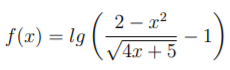 f(x) = lg ( (2 − x²) / √(4x + 5) − 1 )